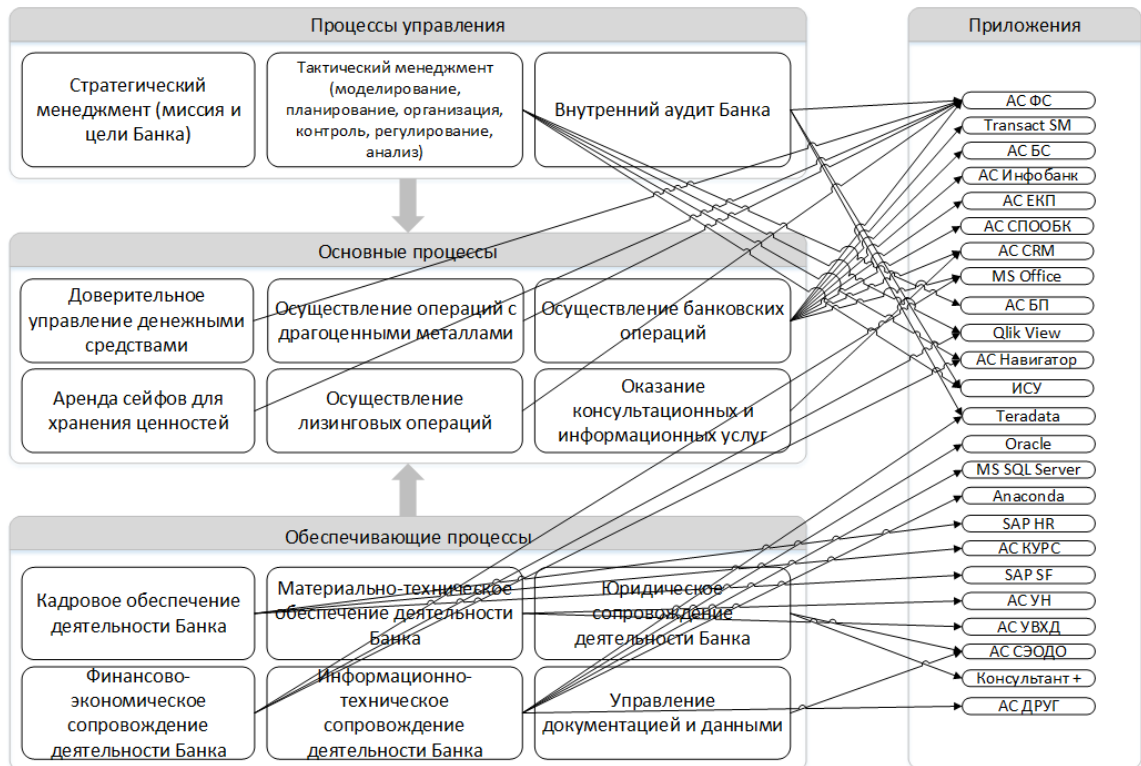 Процессы управления
Стратегический
менеджмент (миссия и
цели Банка)
Тактический менеджмент
(моделирование,
планирование, организация,
контроль, регулирование,
анализ)
Внутренний аудит Банка
Основные процессы
Доверительное
управление денежными
средствами
Осуществление операций с
драгоценными металлами
Осуществление банковских
операций
Аренда сейфов для
хранения ценностей
Осуществление
лизинговых операций
Оказание
консультационных и
информационных услуг
Обеспечивающие процессы
Кадровое обеспечение
деятельности Банка
Материально-техническое
обеспечение деятельности
Банка
Юридическое
сопровождение
деятельности Банка
Финансово-
экономическое
сопровождение
деятельности Банка
Информационно-
техническое
сопровождение
деятельности Банка
Управление
документацией и данными
Приложения
АС ФС
Transact SM
АС БС
АС Инфобанк
АС ЕКП
АС СПООБК
АС CRM
MS Office
АС БП
Qlik View
АС Навигатор
ИСУ
Teradata
Oracle
MS SQL Server
Anaconda
SAP HR
АС КУРС
SAP SF
АС УН
АС УВХД
АС СЭОДО
Консультант +
АС ДРУГ